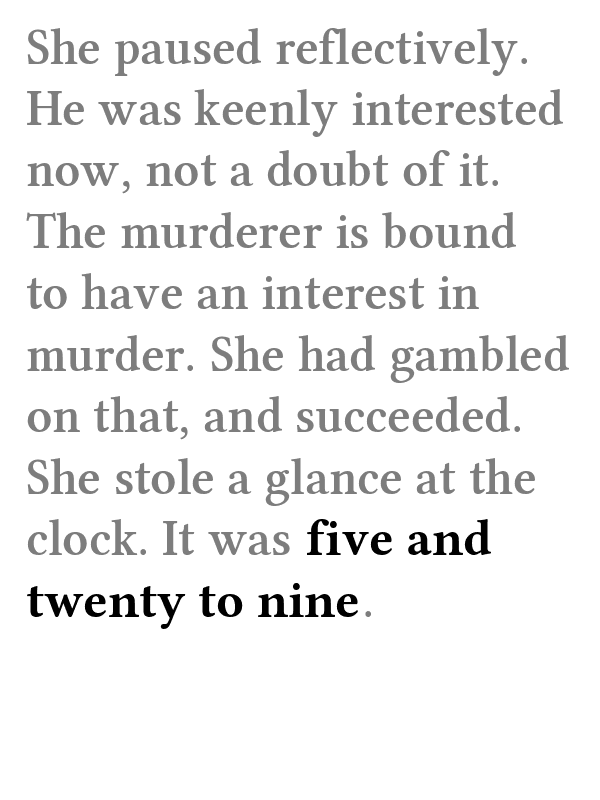 She paused reflectively.
He was keenly interested
now, not a doubt of it.
The murderer is bound
to have an interest in
murder. She had gambled
on that, and succeeded.
She stole a glance at the
clock. It was five and
twenty to nine.